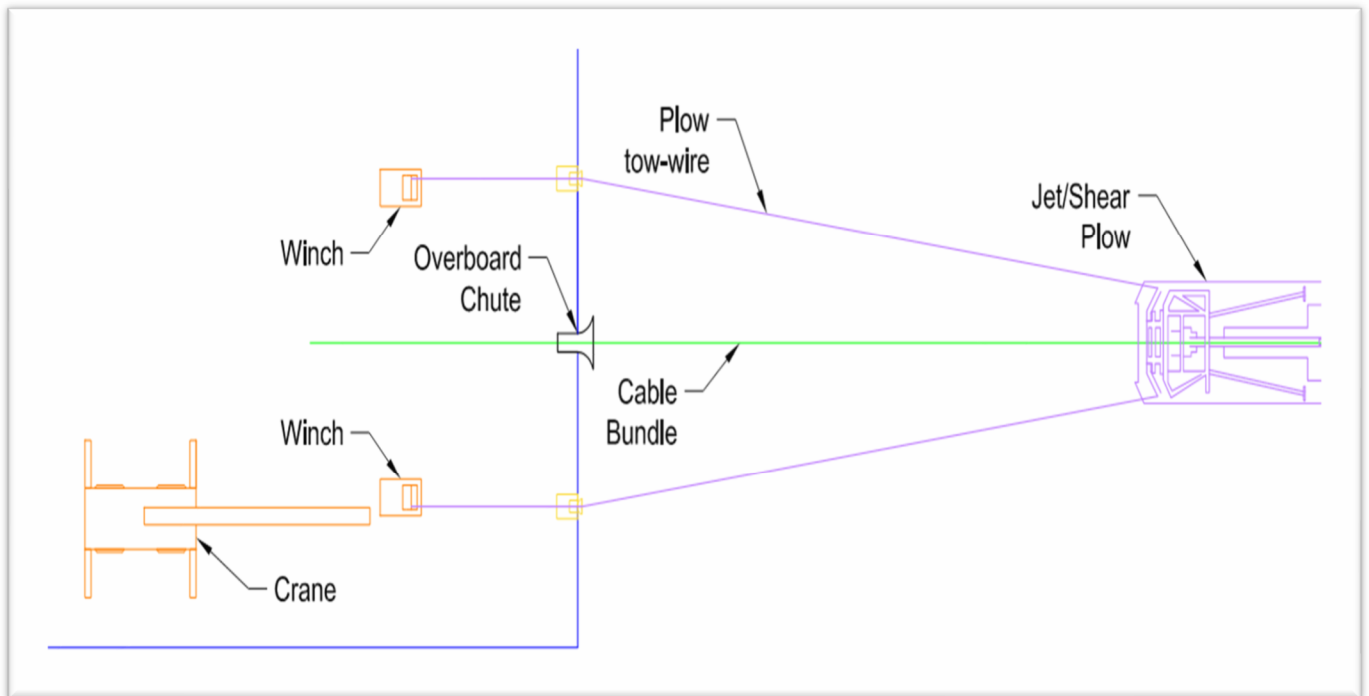 Plow
tow-wire
Jet/Shear
Plow
Winch
Overboard
Chute
Cable
Bundle
Winch
Crane